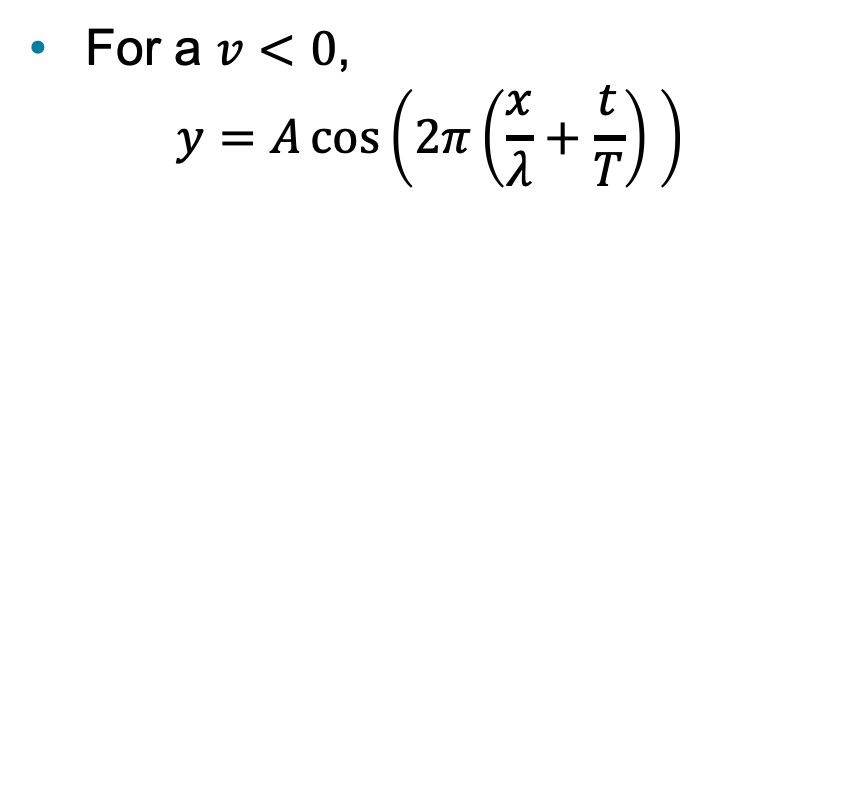 • For a 𝑣 < 0,
𝑦 = 𝐴 cos (2𝜋 (𝑥/𝜆 + 𝑡/𝑇))